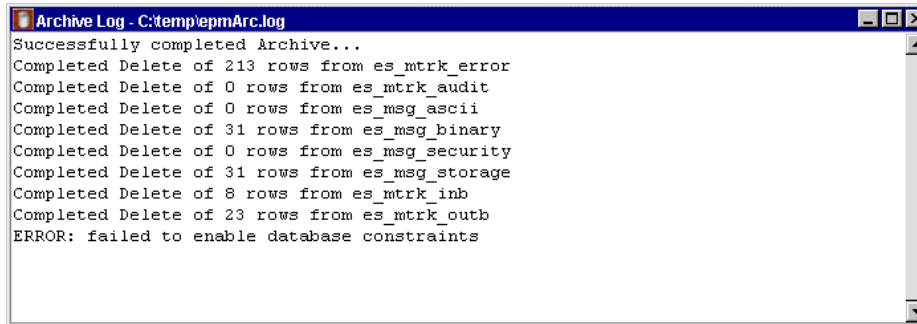 Archive Log - C:\temp\epmArc.log
Successfully completed Archive...
Completed Delete of 213 rows from es_mtrk_error
Completed Delete of 0 rows from es_mtrk_audit
Completed Delete of 0 rows from es_msg_ascii
Completed Delete of 31 rows from es_msg_binary
Completed Delete of 0 rows from es_msg_security
Completed Delete of 31 rows from es_msg_storage
Completed Delete of 8 rows from es_mtrk_inb
Completed Delete of 23 rows from es_mtrk_outb
ERROR: failed to enable database constraints